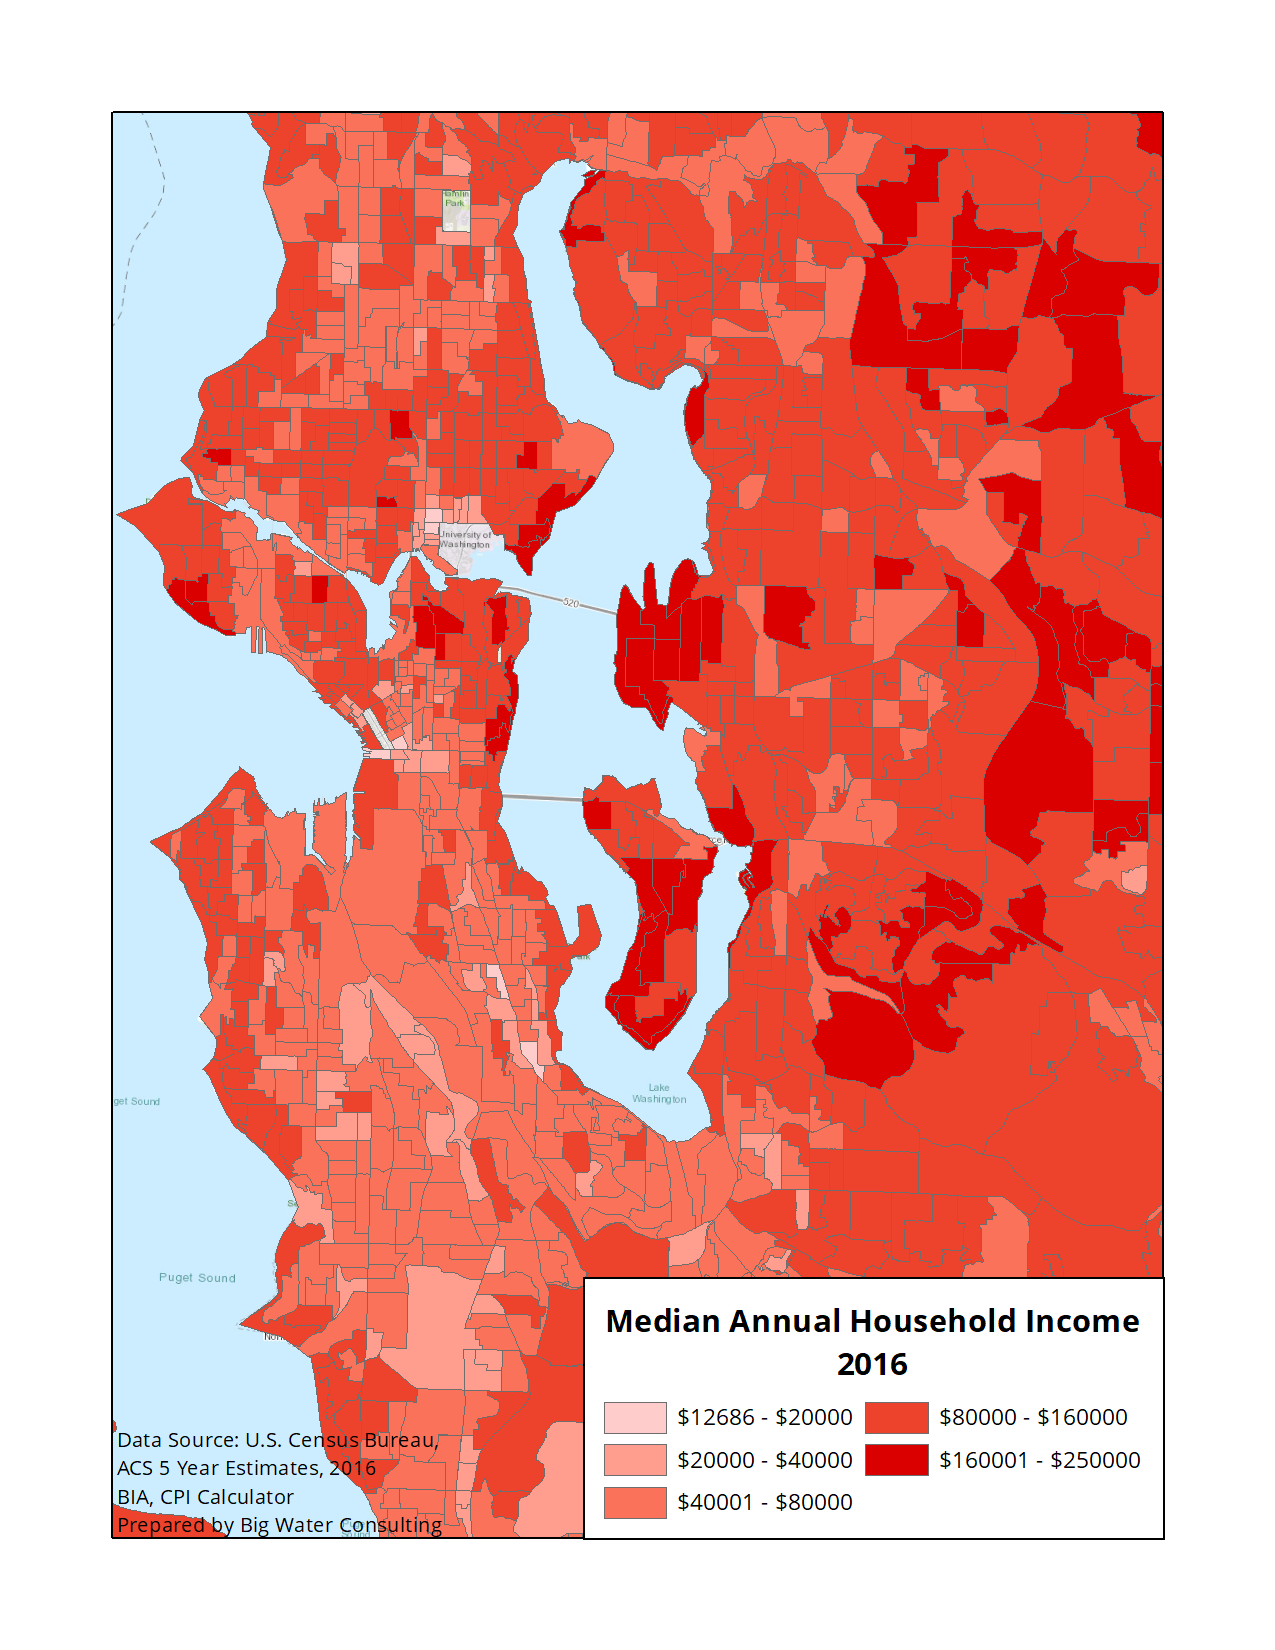 Hamlin
Park
University of
Washington
520
Lake
Washington
get Sound
Puget Sound
Median Annual Household Income
2016
$12686 - $20000
$20000 - $40000
$40001 - $80000
$80000 - $160000
$160001 - $250000
Data Source: U.S. Census Bureau,
ACS 5 Year Estimates, 2016
BIA, CPI Calculator
Prepared by Big Water Consulting